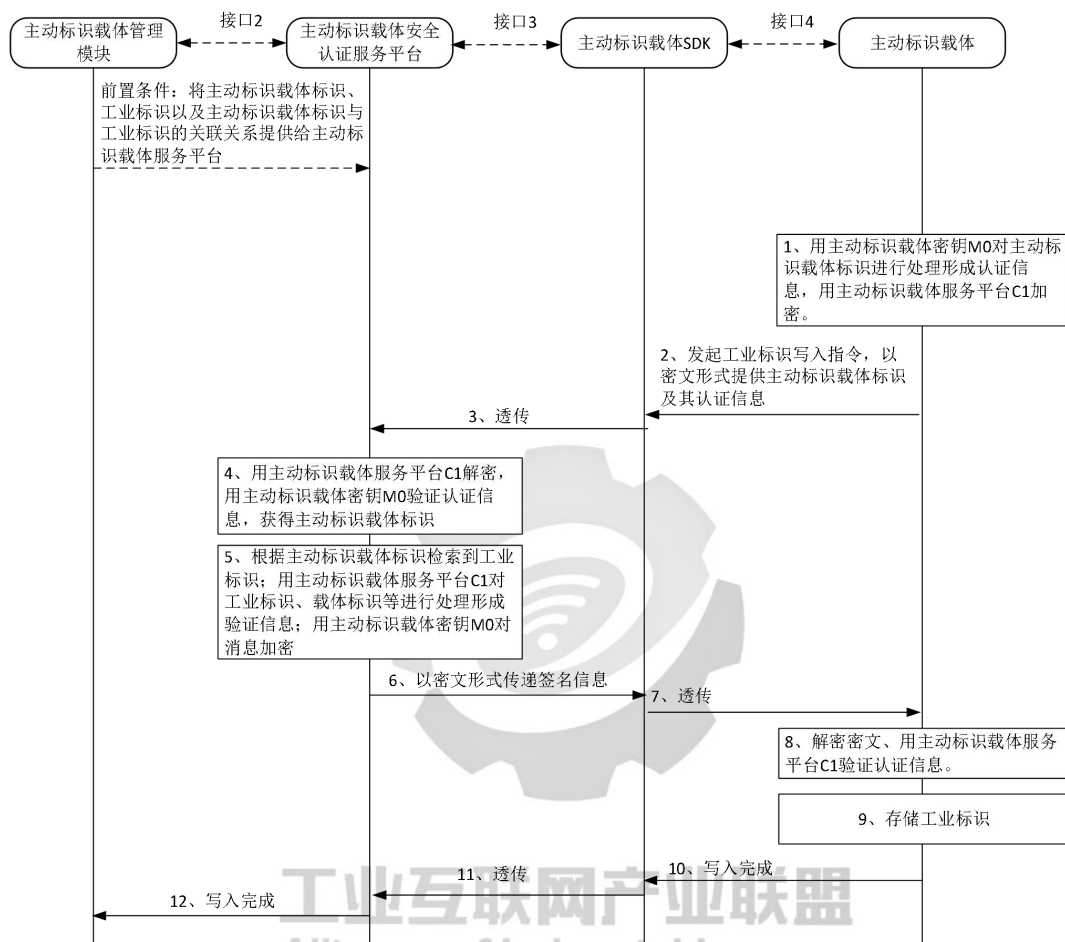 接口2
接口3
接口4
主动标识载体管理
模块
主动标识载体安全
认证服务平台
主动标识载体SDK
主动标识载体
前置条件：将主动标识载体标识、
工业标识以及主动标识载体标识与
工业标识的关联关系提供给主动标
识载体服务平台
1、用主动标识载体密钥M0对主动标
识载体标识进行处理形成认证信
息，用主动标识载体服务平台C1加
密。
2、发起工业标识写入指令，以
密文形式提供主动标识载体标识
及其认证信息
3、透传
4、用主动标识载体服务平台C1解密，
用主动标识载体密钥M0验证认证信
息，获得主动标识载体标识
5、根据主动标识载体标识检索到工业
标识；用主动标识载体服务平台C1对
工业标识、载体标识等进行处理形成
验证信息；用主动标识载体密钥M0对
消息加密
6、以密文形式传递签名信息
7、透传
8、解密密文、用主动标识载体服务
平台C1验证认证信息。
9、存储工业标识
10、写入完成
11、透传
12、写入完成
工业互联网产业联盟